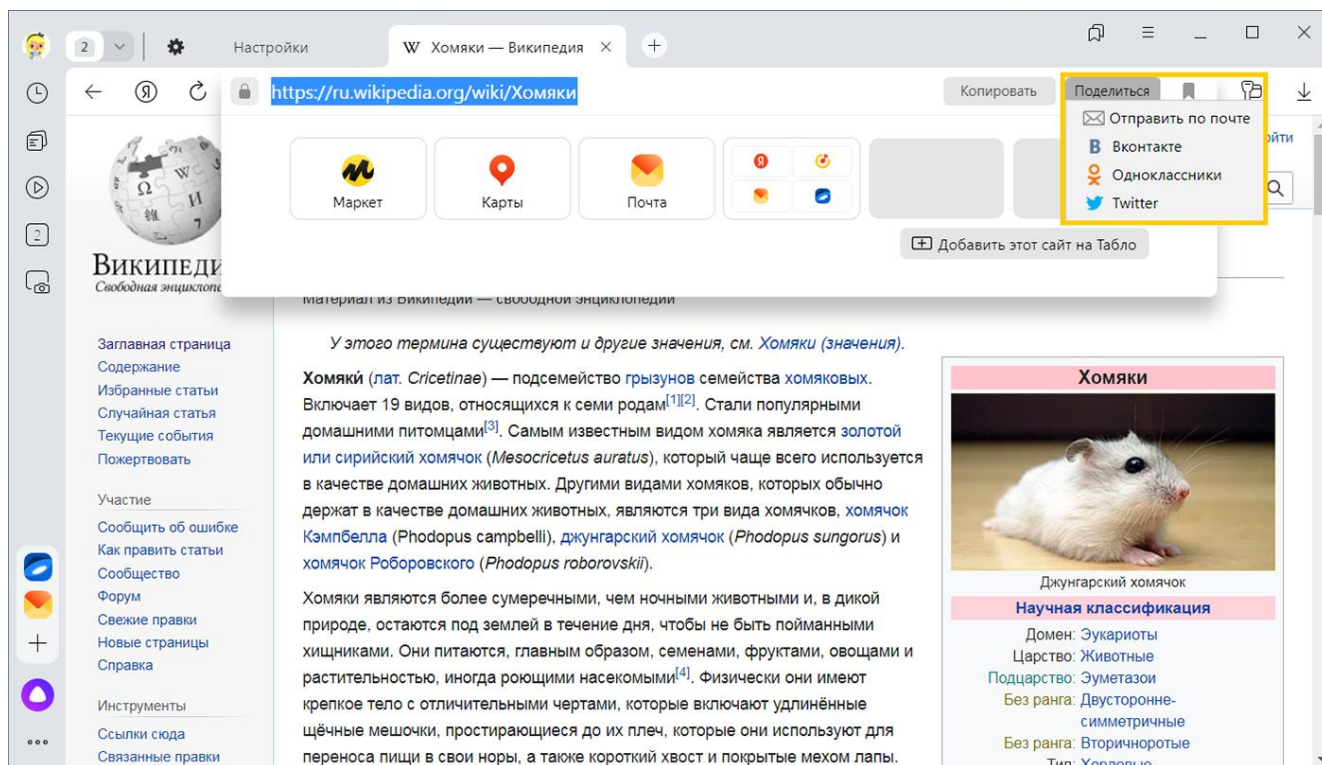 2
Настройки
W Хомяки — Википедия
https://ru.wikipedia.org/wiki/Хомяки
Копировать
Поделиться
Отправить по почте
Вконтакте
Одноклассники
Twitter
Маркет
Карты
Почта
Добавить этот сайт на Табло
2
Материал из Википедии — свободной энциклопедии
Заглавная страница
Содержание
Избранные статьи
Случайная статья
Текущие события
Пожертвовать
Участие
Сообщить об ошибке
Как править статьи
Сообщество
Форум
Свежие правки
Новые страницы
Справка
Инструменты
Ссылки сюда
Связанные правки
У этого термина существуют и другие значения, см. Хомяки (значения).
Хомяки́ (лат. Cricetinae) — подсемейство грызунов семейства хомяковых.
Включает 19 видов, относящихся к семи родам[1][2]. Стали популярными
домашними питомцами[3]. Самым известным видом хомяка является золотой
или сирийский хомячок (Mesocricetus auratus), который чаще всего используется
в качестве домашних животных. Другими видами хомяков, которых обычно
держат в качестве домашних животных, являются три вида хомячков, хомячок
Кэмпбелла (Phodopus campbelli), джунгарский хомячок (Phodopus sungorus) и
хомячок Роборовского (Phodopus roborovskii).
Хомяки являются более сумеречными, чем ночными животными и, в дикой
природе, остаются под землей в течение дня, чтобы не быть пойманными
хищниками. Они питаются, главным образом, семенами, фруктами, овощами и
растительностью, иногда роющими насекомыми[4]. Физически они имеют
крепкое тело с отличительными чертами, которые включают удлинённые
щёчные мешочки, простирающиеся до их плеч, которые они используют для
переноса пищи в свои норы, а также короткий хвост и покрытые мехом лапы.
Хомяки
Джунгарский хомячок
Научная классификация
Домен: Эукариоты
Царство: Животные
Подцарство: Эуметазои
Без ранга: Двусторонне-
симметричные
Без ранга: Вторичноротые
Тип: Хордовые